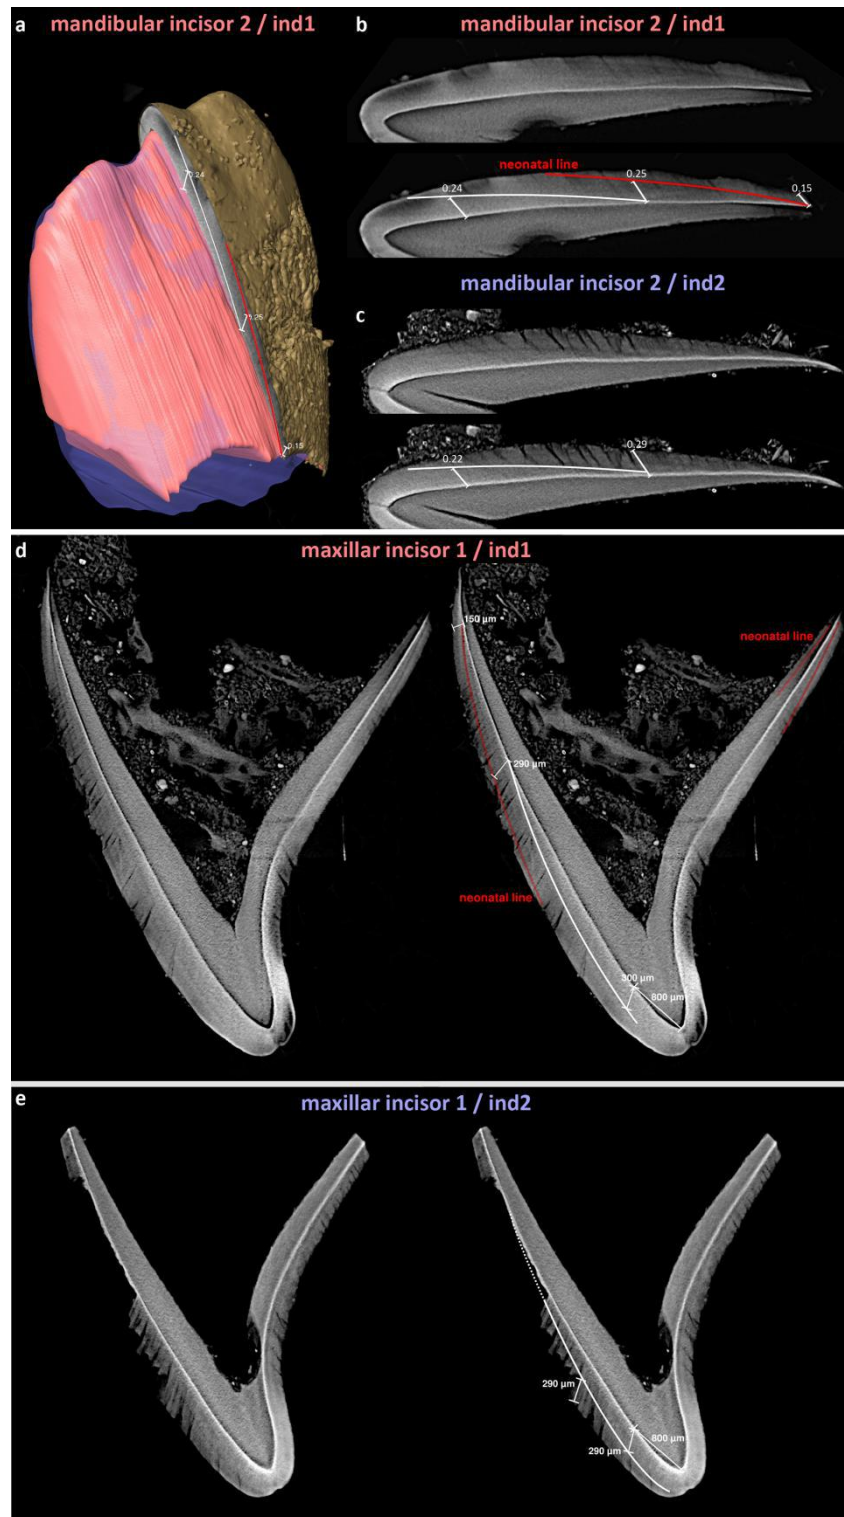 a mandibular incisor 2 / ind1
0.24
0.25
0.15
b mandibular incisor 2 / ind1
neonatal line
0.24
0.25
0.15
mandibular incisor 2 / ind2
c
0.22
0.29
d maxillar incisor 1 / ind1
150 µm
neonatal line
290 µm
neonatal line
300 µm
800 µm
e maxillar incisor 1 / ind2
290 µm
800 µm
290 µm